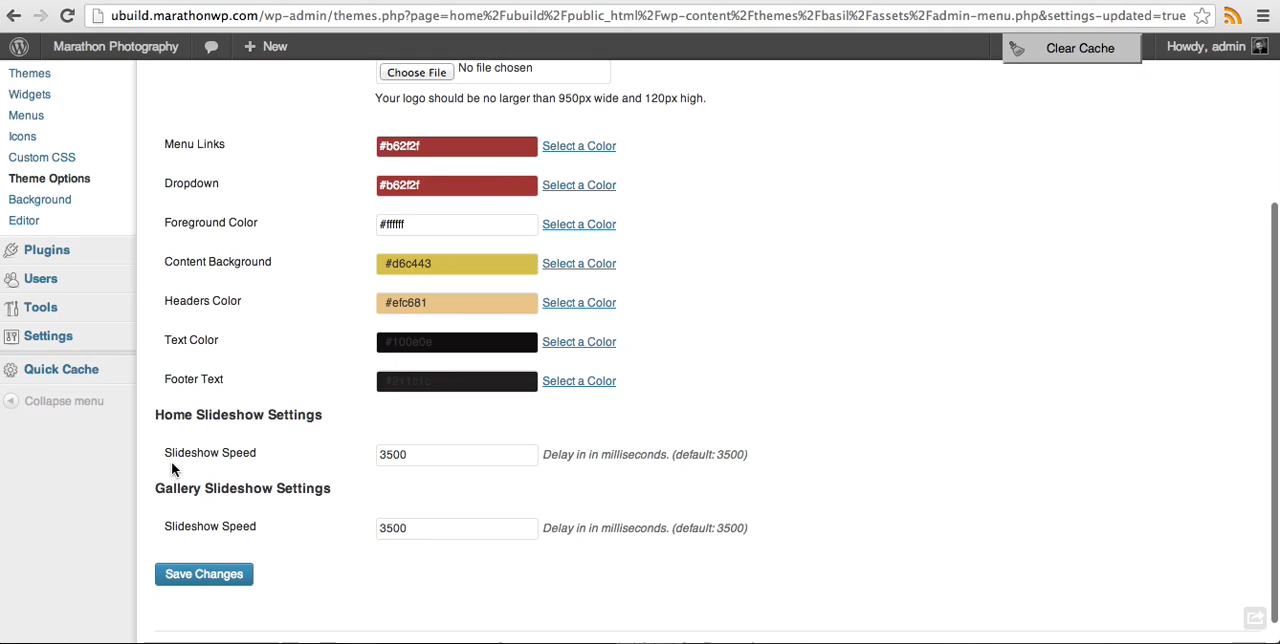 ubuild.marathonwp.com/wp-admin/themes.php?page=home%2Fubuild%2Fpublic_html%2Fwp-content%2Fthemes%2Fbasil%2Fassets%2Fadmin-menu.php&settings-updated=true
Marathon Photography + New Clear Cache Howdy, admin
Themes
Widgets
Menus
Icons
Custom CSS
Theme Options
Background
Editor
Plugins
Users
Tools
Settings
Quick Cache
Collapse menu
Choose File No file chosen
Your logo should be no larger than 950px wide and 120px high.
Menu Links #b62f2f Select a Color
Dropdown #b62f2f Select a Color
Foreground Color #ffffff Select a Color
Content Background #d6c443 Select a Color
Headers Color #efc681 Select a Color
Text Color #100e0e Select a Color
Footer Text Select a Color
Home Slideshow Settings
Slideshow Speed 3500 Delay in in milliseconds. (default: 3500)
Gallery Slideshow Settings
Slideshow Speed 3500 Delay in in milliseconds. (default: 3500)
Save Changes